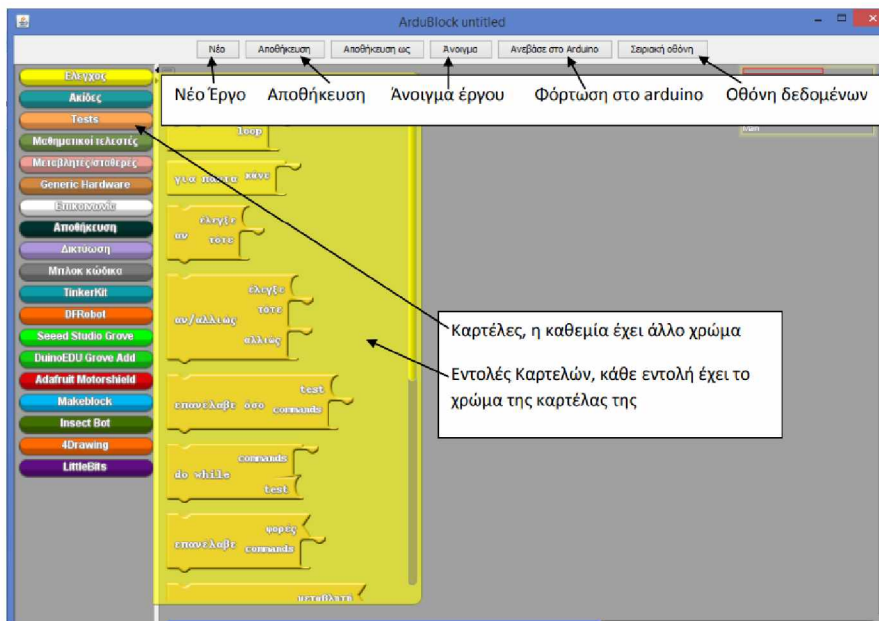 ArduBlock untitled
Νέο Αποθήκευση Αποθήκευση ως Άνοιγμα Ανεβάσε στο Arduino Σειριακή οθόνη
Νέο Έργο Αποθήκευση Άνοιγμα έργου Φόρτωση στο arduino Οθόνη δεδομένων
Έλεγχος
Ακίδες
Tests
Μαθηματικοί τελεστές
Μεταβλητές/σταθερές
Generic Hardware
Επικοινωνία
Αποθήκευση
Δικτύωση
Μπλοκ κώδικα
TinkerKit
DFRobot
Seeed Studio Grove
DuinoEDU Grove Add
Adafruit Motorshield
Makeblock
Insect Bot
4Drawing
LittleBits
loop
για πάντα κάνε
έλεγξε
αν τότε
έλεγξε
τότε
αν/αλλιώς
αλλιώς
test
επανέλαβε όσο commands
commands
do while
test
φορές
επανέλαβε commands
μεταβλητή
Main
Καρτέλες, η καθεμία έχει άλλο χρώμα
Εντολές Καρτελών, κάθε εντολή έχει το
χρώμα της καρτέλας της